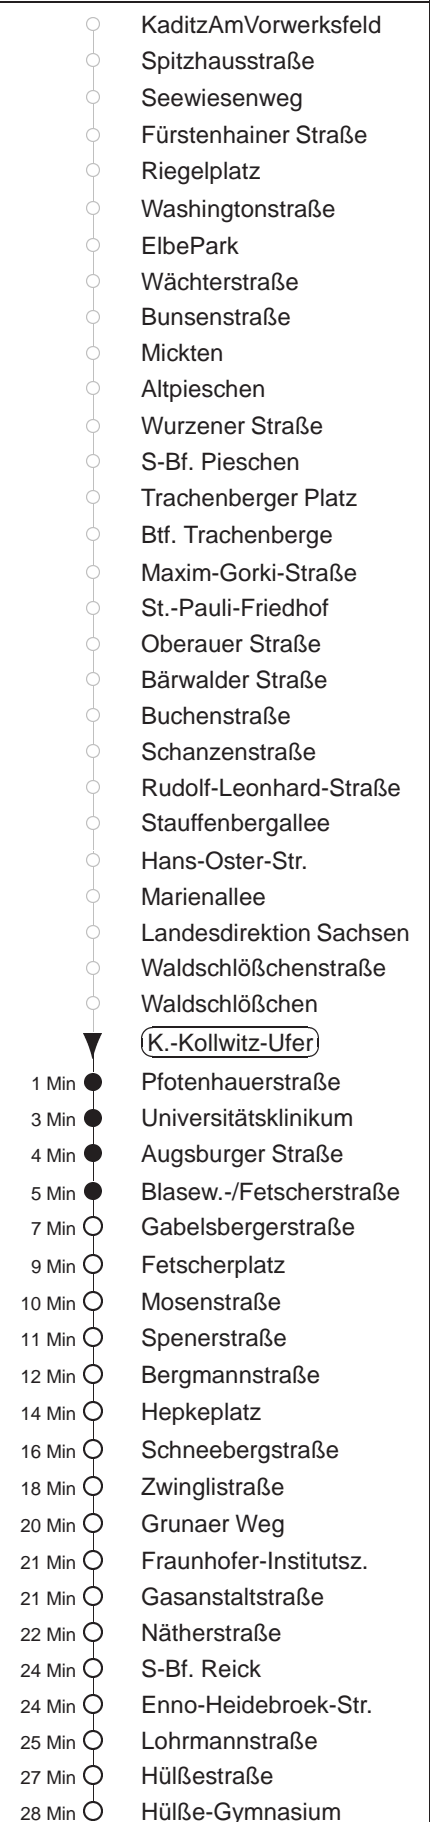 KaditzAmVorwerksfeld
Spitzhausstraße
Seewiesenweg
Fürstenhainer Straße
Riegelplatz
Washingtonstraße
ElbePark
Wächterstraße
Bunsenstraße
Mickten
Altpieschen
Wurzener Straße
S-Bf. Pieschen
Trachenberger Platz
Btf. Trachenberge
Maxim-Gorki-Straße
St.-Pauli-Friedhof
Oberauer Straße
Bärwalder Straße
Buchenstraße
Schanzenstraße
Rudolf-Leonhard-Straße
Stauffenbergallee
Hans-Oster-Str.
Marienallee
Landesdirektion Sachsen
Waldschlößchenstraße
Waldschlößchen
K.-Kollwitz-Ufer
1 Min Pfotenhauerstraße
3 Min Universitätsklinikum
4 Min Augsburger Straße
5 Min Blasew.-/Fetscherstraße
7 Min Gabelsbergerstraße
9 Min Fetscherplatz
10 Min Mosenstraße
11 Min Spenerstraße
12 Min Bergmannstraße
14 Min Hepkeplatz
16 Min Schneebergstraße
18 Min Zwinglistraße
20 Min Grunaer Weg
21 Min Fraunhofer-Institutsz.
21 Min Gasanstaltstraße
22 Min Nätherstraße
24 Min S-Bf. Reick
24 Min Enno-Heidebroek-Str.
25 Min Lohrmannstraße
27 Min Hülßestraße
28 Min Hülße-Gymnasium